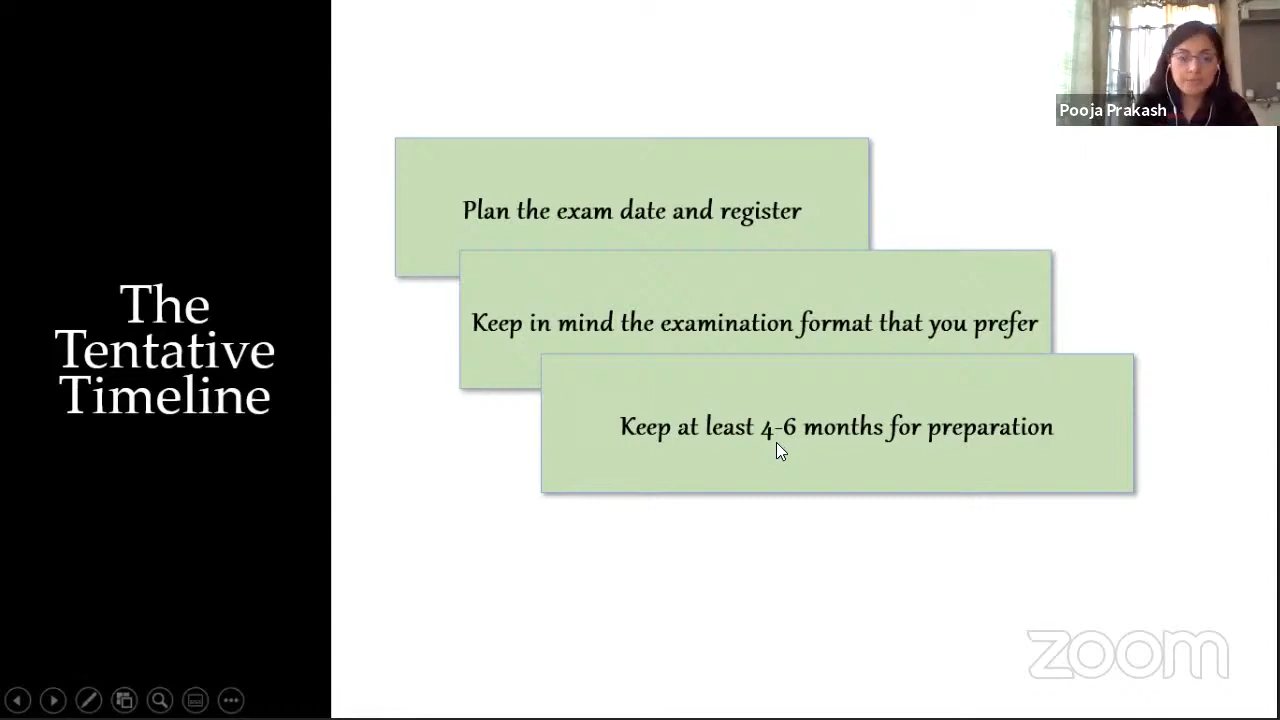 Pooja Prakash
Plan the exam date and register
Keep in mind the examination format that you prefer
Keep at least 4-6 months for preparation
The
Tentative
Timeline
zoom